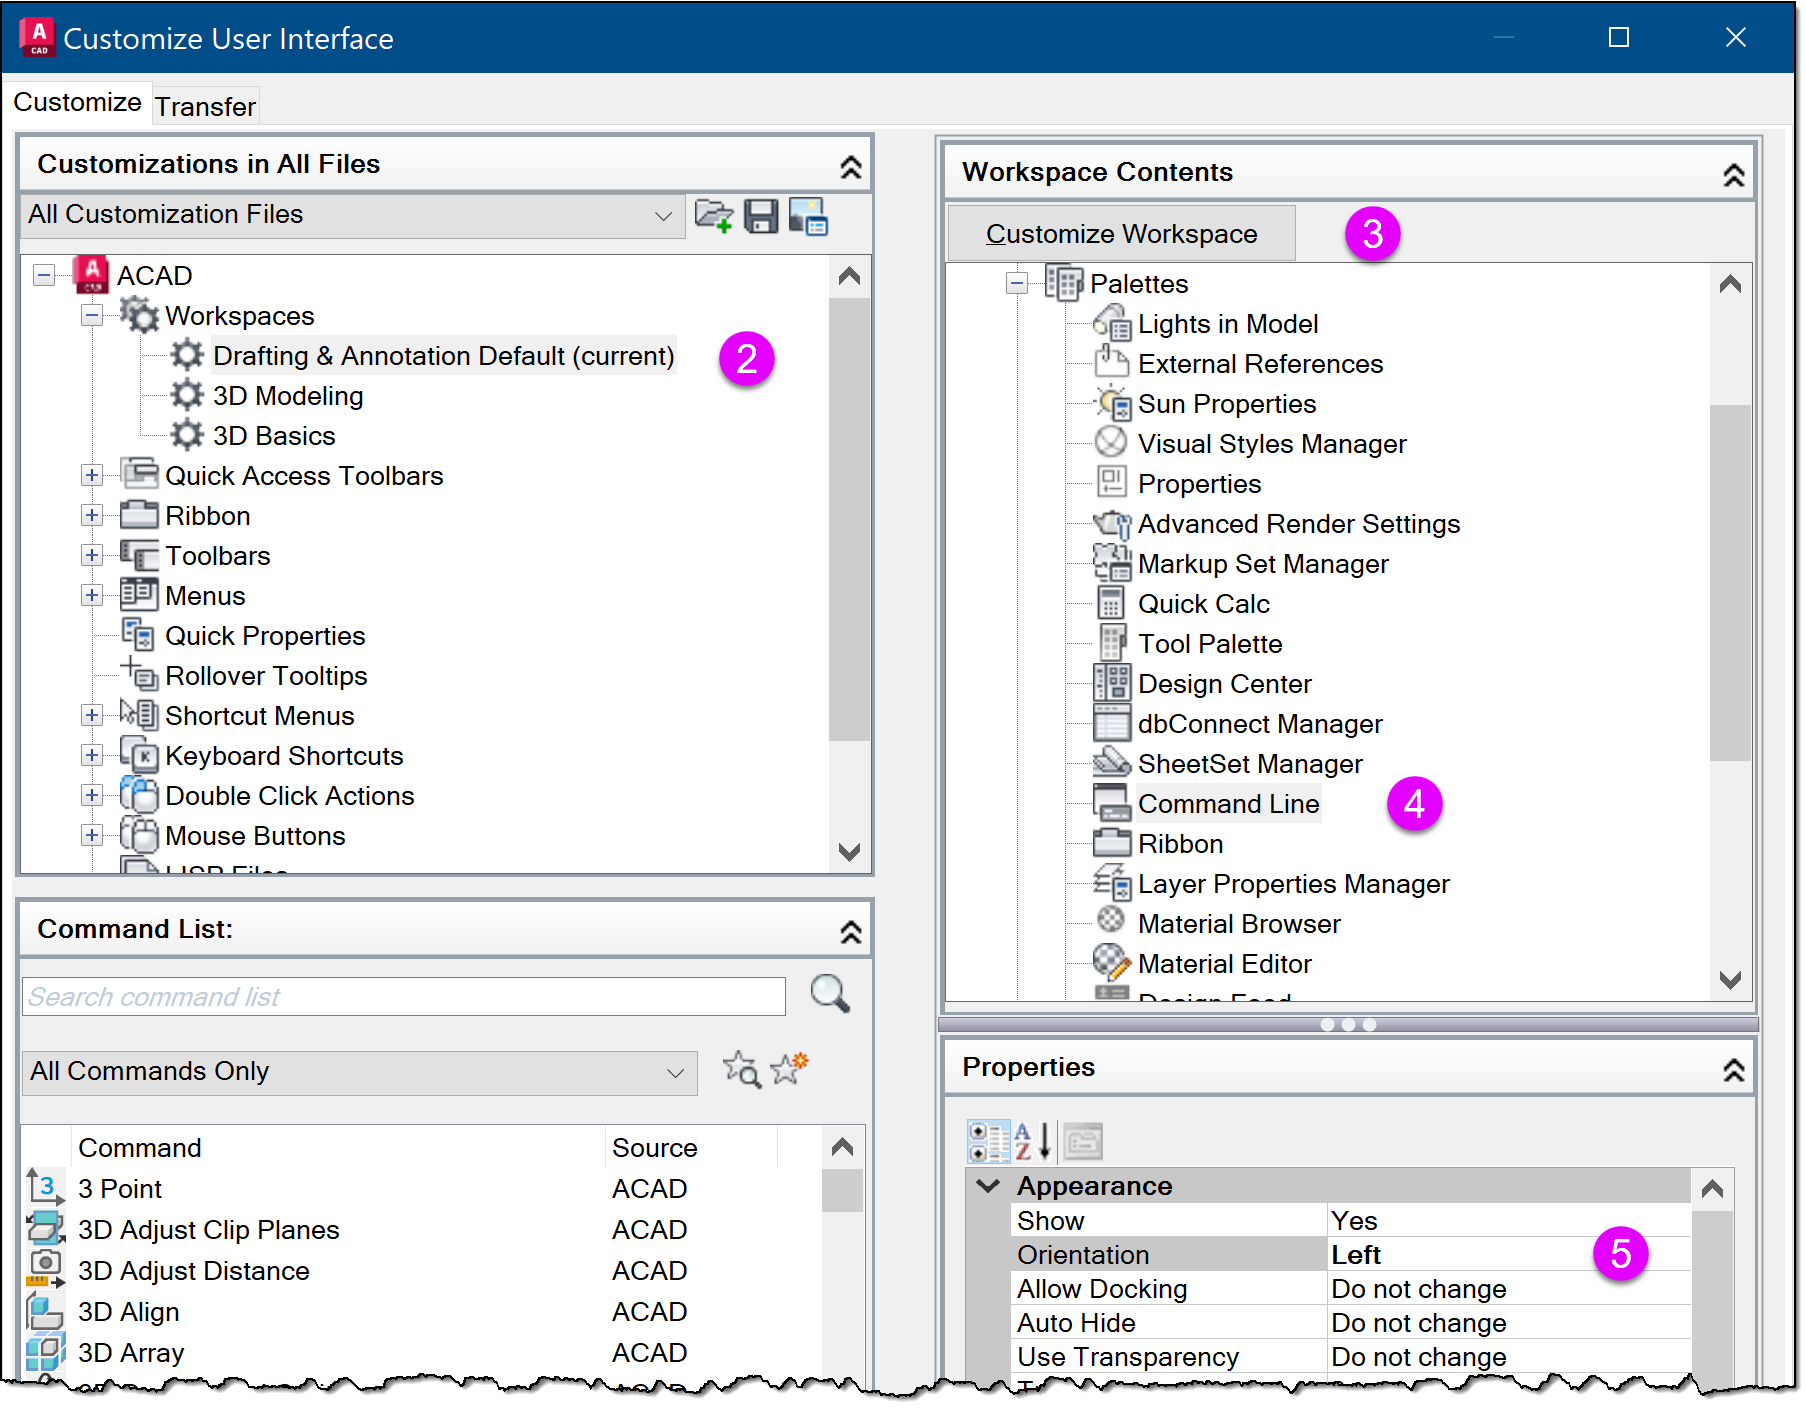 Customize User Interface
Customize
Transfer
Customizations in All Files
All Customization Files
ACAD
Workspaces
Drafting & Annotation Default (current)
2
3D Modeling
3D Basics
Quick Access Toolbars
Ribbon
Toolbars
Menus
Quick Properties
Rollover Tooltips
Shortcut Menus
Keyboard Shortcuts
Double Click Actions
Mouse Buttons
LISP Files
Command List:
Search command list
All Commands Only
Command Source
3 Point ACAD
3D Adjust Clip Planes ACAD
3D Adjust Distance ACAD
3D Align ACAD
3D Array ACAD
Workspace Contents
Customize Workspace
3
Palettes
Lights in Model
External References
Sun Properties
Visual Styles Manager
Properties
Advanced Render Settings
Markup Set Manager
Quick Calc
Tool Palette
Design Center
dbConnect Manager
SheetSet Manager
Command Line
4
Ribbon
Layer Properties Manager
Material Browser
Material Editor
Design Feed
Properties
Appearance
Show Yes
Orientation Left
5
Allow Docking Do not change
Auto Hide Do not change
Use Transparency Do not change